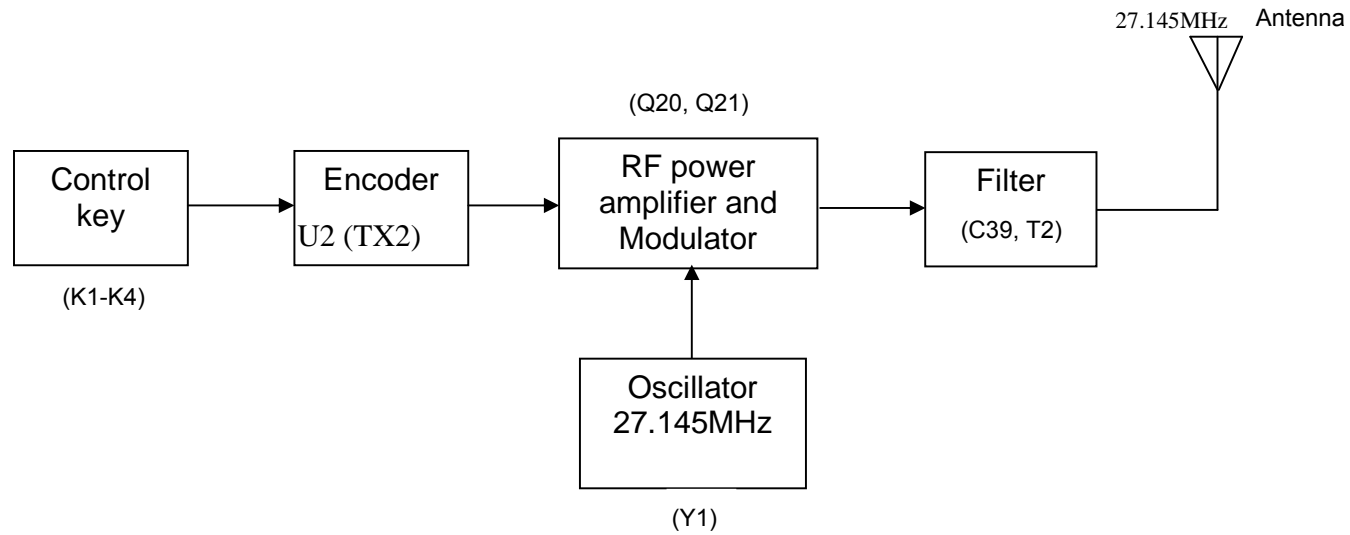 27.145MHz Antenna
(Q20, Q21)
Control
key
(K1-K4)
Encoder
U2 (TX2)
RF power
amplifier and
Modulator
Filter
(C39, T2)
Oscillator
27.145MHz
(Y1)